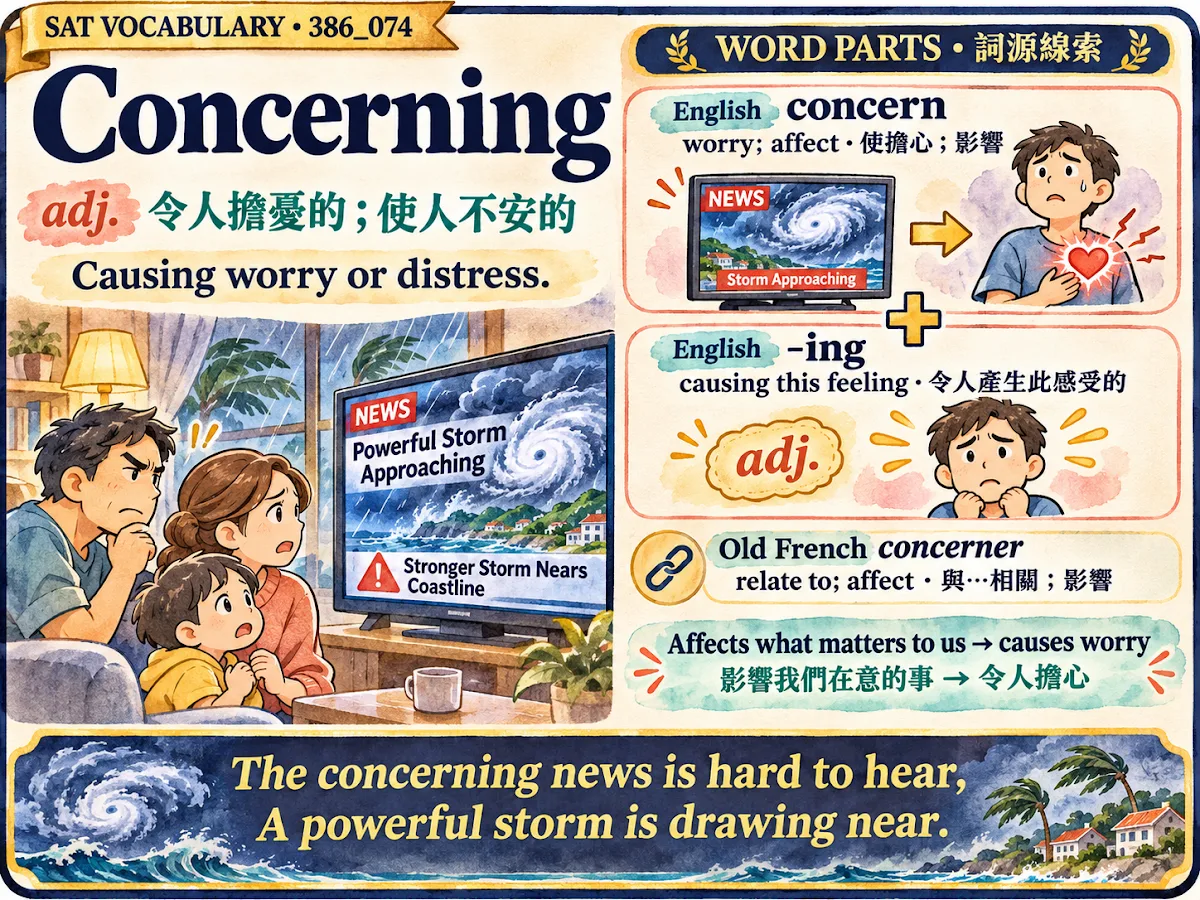 SAT VOCABULARY • 386_074
Concerning
adj. 令人擔憂的；使人不安的
Causing worry or distress.
NEWS
Powerful Storm
Approaching
Stronger Storm Nears
Coastline
WORD PARTS • 詞源線索
English concern
worry; affect · 使擔心；影響
NEWS
Storm Approaching
English -ing
causing this feeling · 令人產生此感受的
adj.
Old French concerner
relate to; affect · 與…相關；影響
Affects what matters to us → causes worry
影響我們在意的事 → 令人擔心
The concerning news is hard to hear,
A powerful storm is drawing near.